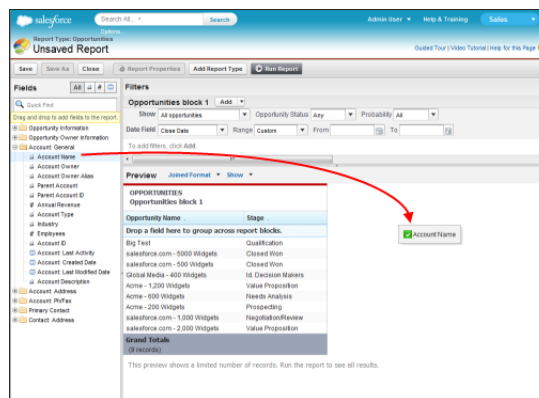 salesforce
Search All...
Search
Options...
Admin User
Help & Training
Sales
Report Type: Opportunities
Unsaved Report
Guided Tour | Video Tutorial | Help for this Page
Save
Save As
Close
Report Properties
Add Report Type
Run Report
Fields
All
#
Quick Find
Drag and drop to add fields to the report.
Opportunity Information
Opportunity Owner Information
Account: General
Account Name
Account Owner
Account Owner Alias
Parent Account
Parent Account ID
# Annual Revenue
Account Type
Industry
# Employees
Account ID
Account: Last Activity
Account: Created Date
Account: Last Modified Date
Account: Description
Account: Address
Account: Ph/Fax
Primary Contact
Contact: Address
Filters
Opportunities block 1
Add
Show
All opportunities
Opportunity Status
Any
Probability
All
Date Field
Close Date
Range
Custom
From
To
To add filters, click Add.
Preview
Joined Format
Show
OPPORTUNITIES
Opportunities block 1
Opportunity Name
Stage
Drop a field here to group across report blocks.
Big Test
Qualification
salesforce.com - 5000 Widgets
Closed Won
salesforce.com - 500 Widgets
Closed Won
Global Media - 400 Widgets
Id. Decision Makers
Acme - 1,200 Widgets
Value Proposition
Acme - 600 Widgets
Needs Analysis
Acme - 200 Widgets
Prospecting
salesforce.com - 1,000 Widgets
Negotiation/Review
salesforce.com - 2,000 Widgets
Value Proposition
Grand Totals
(9 records)
This preview shows a limited number of records. Run the report to see all results.
Account Name